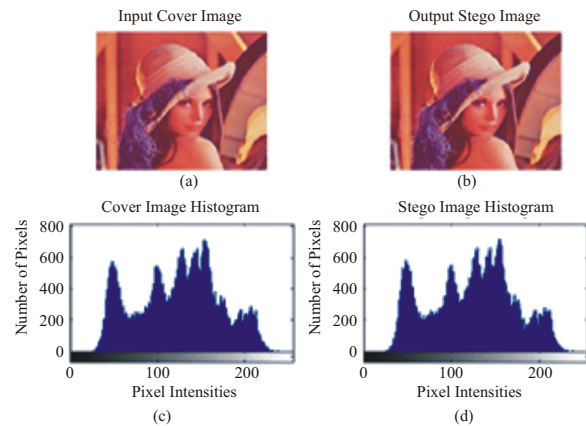 Input Cover Image
Output Stego Image
(a)
(b)
Cover Image Histogram
Stego Image Histogram
Number of Pixels
800
600
400
200
0
0
100
200
Pixel Intensities
Number of Pixels
800
600
400
200
0
0
100
200
Pixel Intensities
(c)
(d)